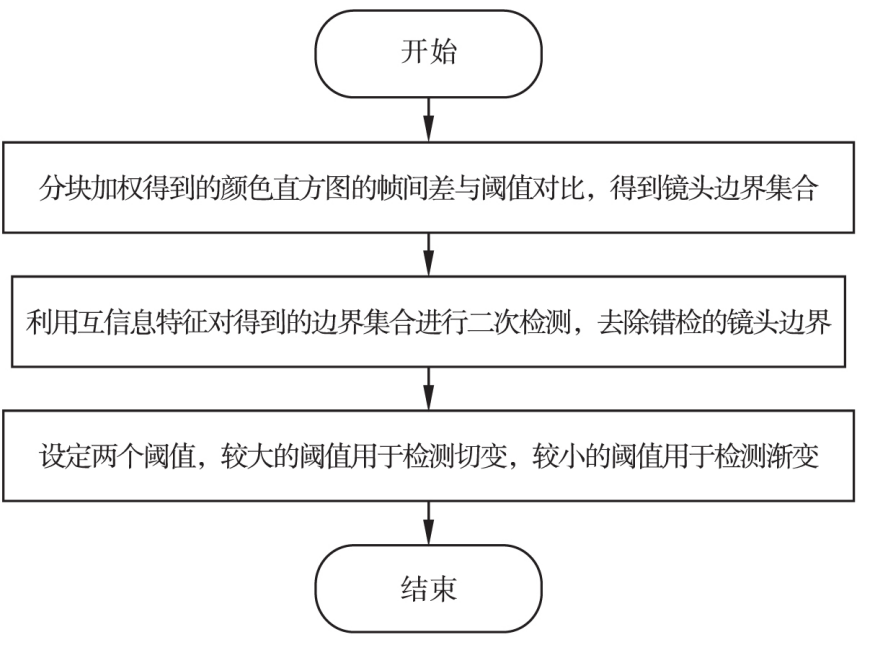 开始
分块加权得到的颜色直方图的帧间差与阈值对比，得到镜头边界集合
利用互信息特征对得到的边界集合进行二次检测，去除错检的镜头边界
设定两个阈值，较大的阈值用于检测切变，较小的阈值用于检测渐变
结束